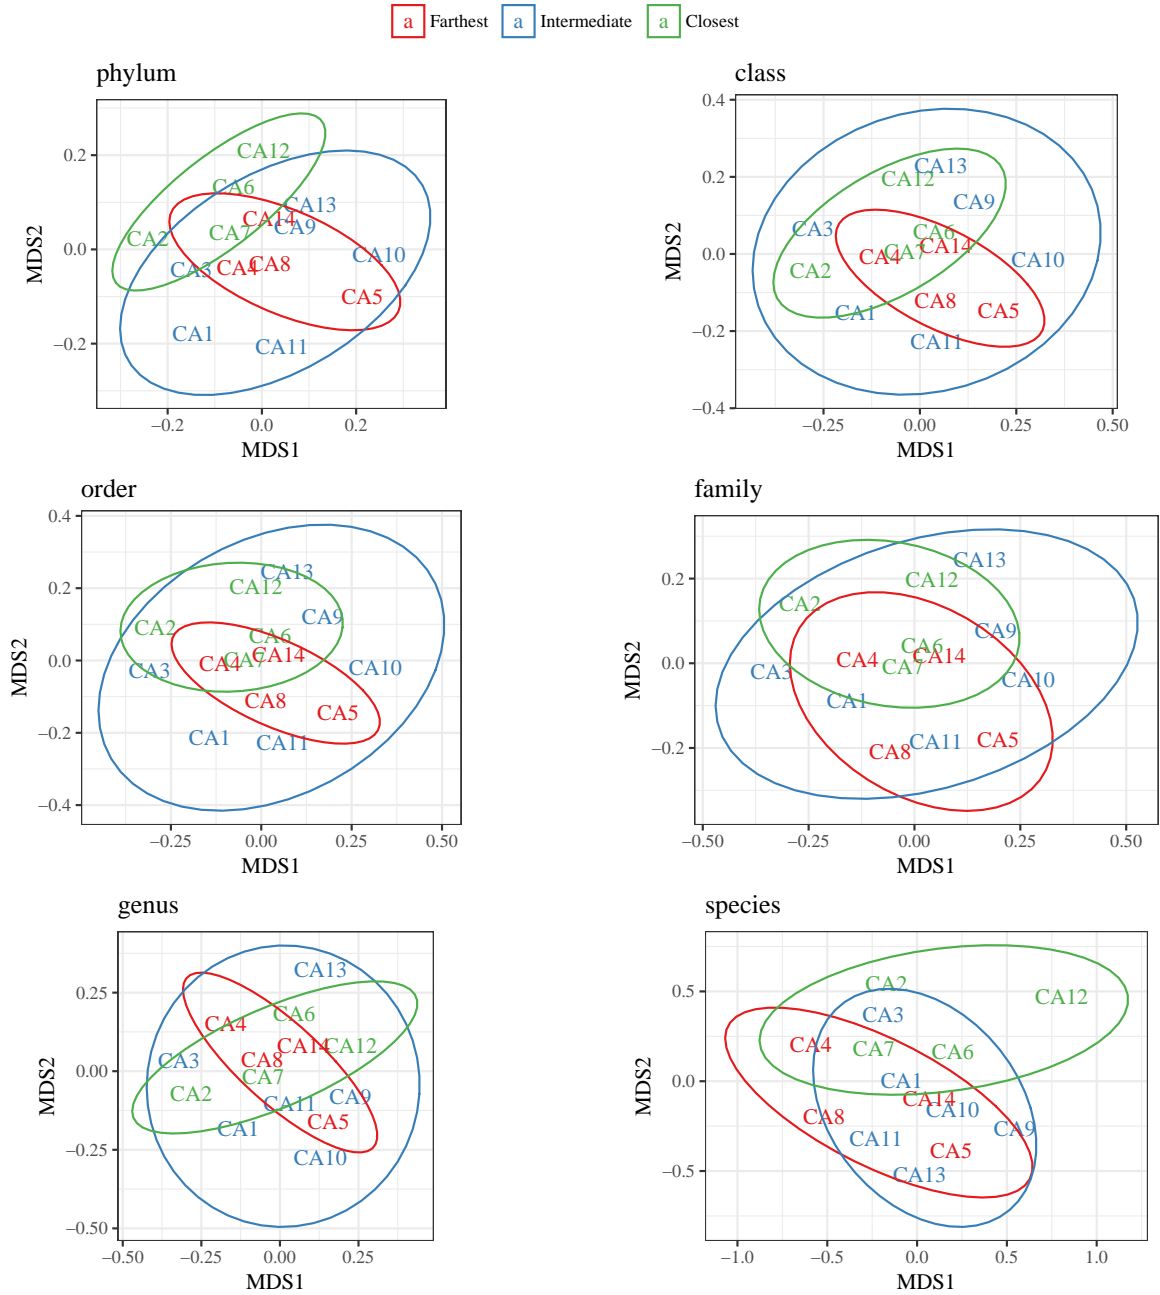 a Farthest a Intermediate a Closest
phylum
class
CA12
CA6
CA13
CA14
CA9
CA7
CA2
CA10
CA8
CA4
CA3
CA5
CA1
CA11
0.2
0.0
−0.2
−0.2 0.0 0.2
MDS1
MDS2
CA13
CA12
CA9
CA3
CA6
CA14
CA7
CA4
CA10
CA2
CA8
CA5
CA1
CA11
0.4
0.2
0.0
−0.2
−0.4
−0.25 0.00 0.25 0.50
MDS1
MDS2
order
family
CA13
CA12
CA9
CA2
CA6
CA14
CA7
CA4
CA10
CA3
CA8
CA5
CA1
CA11
0.4
0.2
0.0
−0.2
−0.4
−0.25 0.00 0.25 0.50
MDS1
MDS2
CA13
CA12
CA2
CA9
CA6
CA14
CA4
CA7
CA3
CA10
CA1
CA11
CA5
CA8
0.2
0.0
−0.2
−0.50 −0.25 0.00 0.25 0.50
MDS1
MDS2
genus
species
CA13
CA6
CA4
CA14
CA12
CA8
CA3
CA7
CA2
CA9
CA11
CA5
CA1
CA10
0.25
0.00
−0.25
−0.50
−0.50 −0.25 0.00 0.25
MDS1
MDS2
CA2
CA12
CA3
CA4
CA7
CA6
CA1
CA14
CA10
CA8
CA9
CA11
CA5
CA13
0.5
0.0
−0.5
−1.0 −0.5 0.0 0.5 1.0
MDS1
MDS2